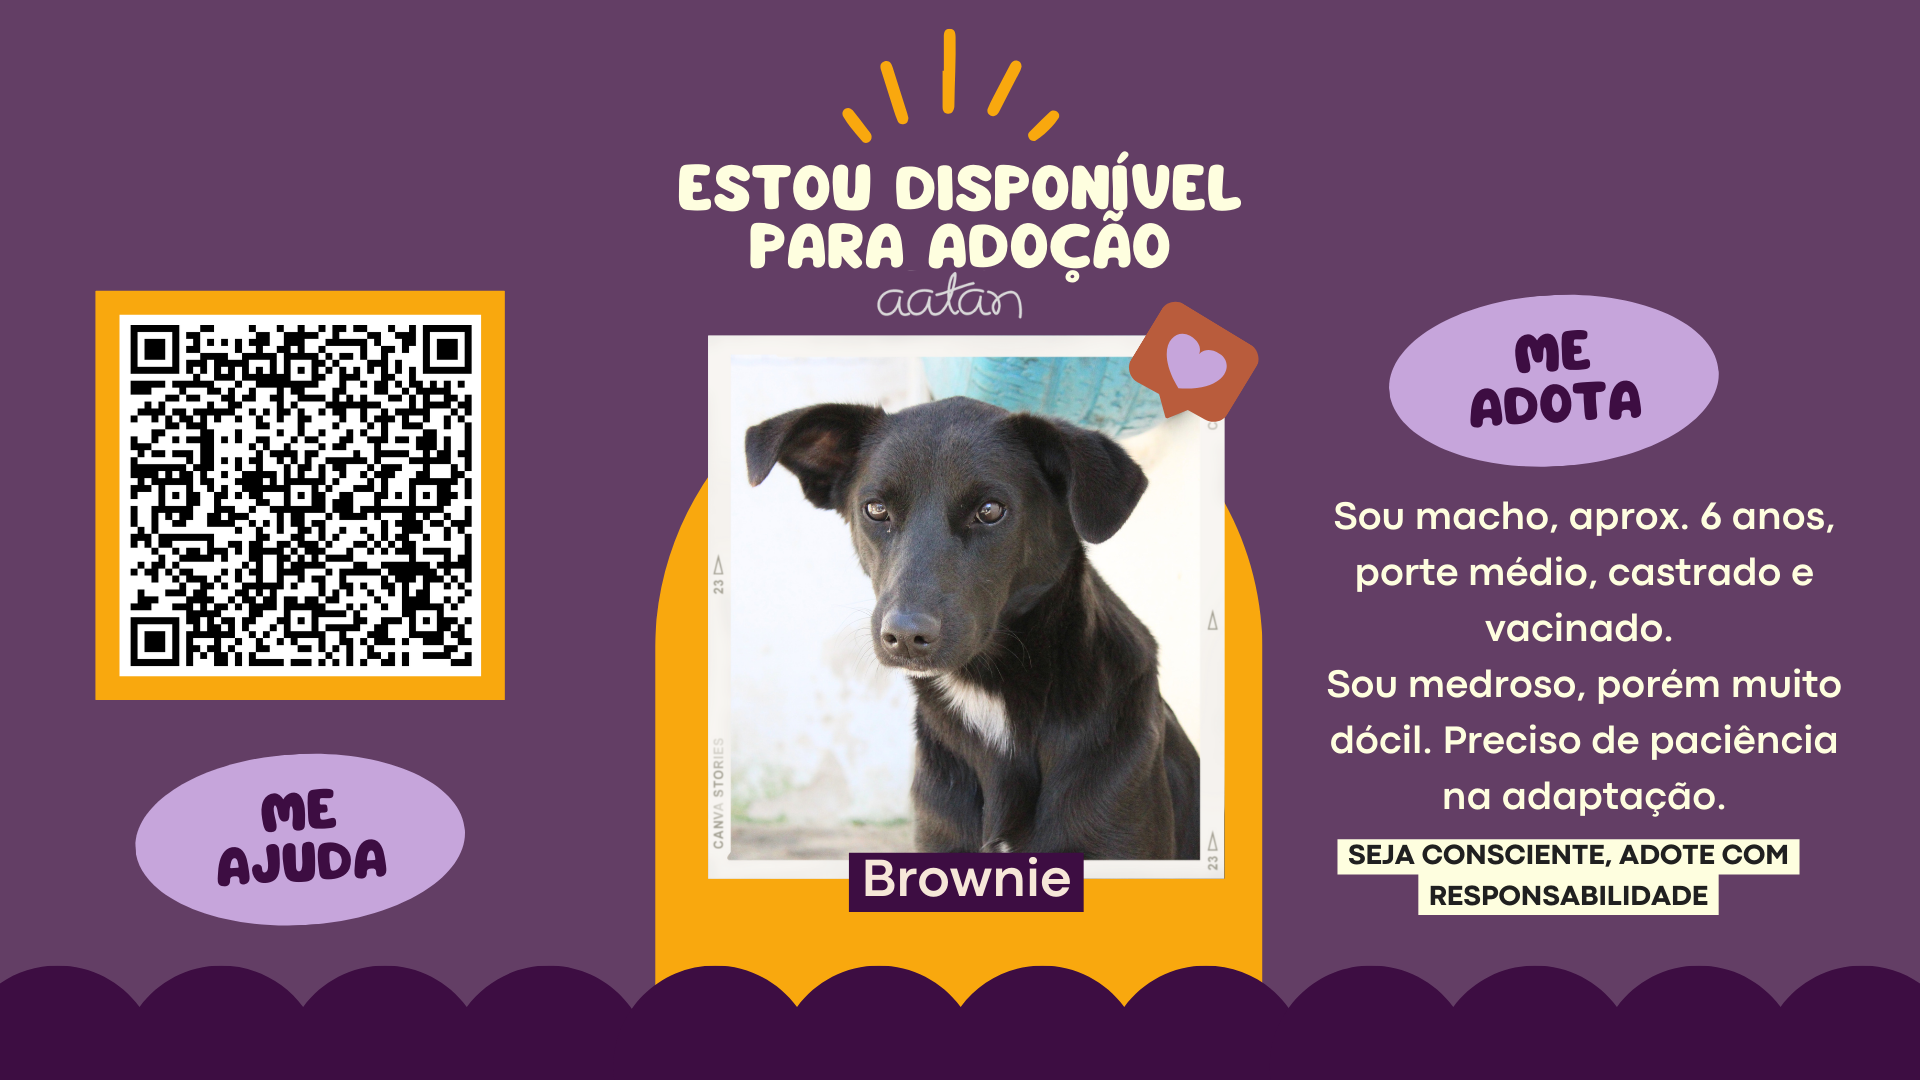 ESTOU DISPONÍVEL
PARA ADOÇÃO
aatan
ME
AJUDA
23
CANVA STORIES
23
Brownie
ME
ADOTA
Sou macho, aprox. 6 anos,
porte médio, castrado e
vacinado.
Sou medroso, porém muito
dócil. Preciso de paciência
na adaptação.
SEJA CONSCIENTE, ADOTE COM
RESPONSABILIDADE